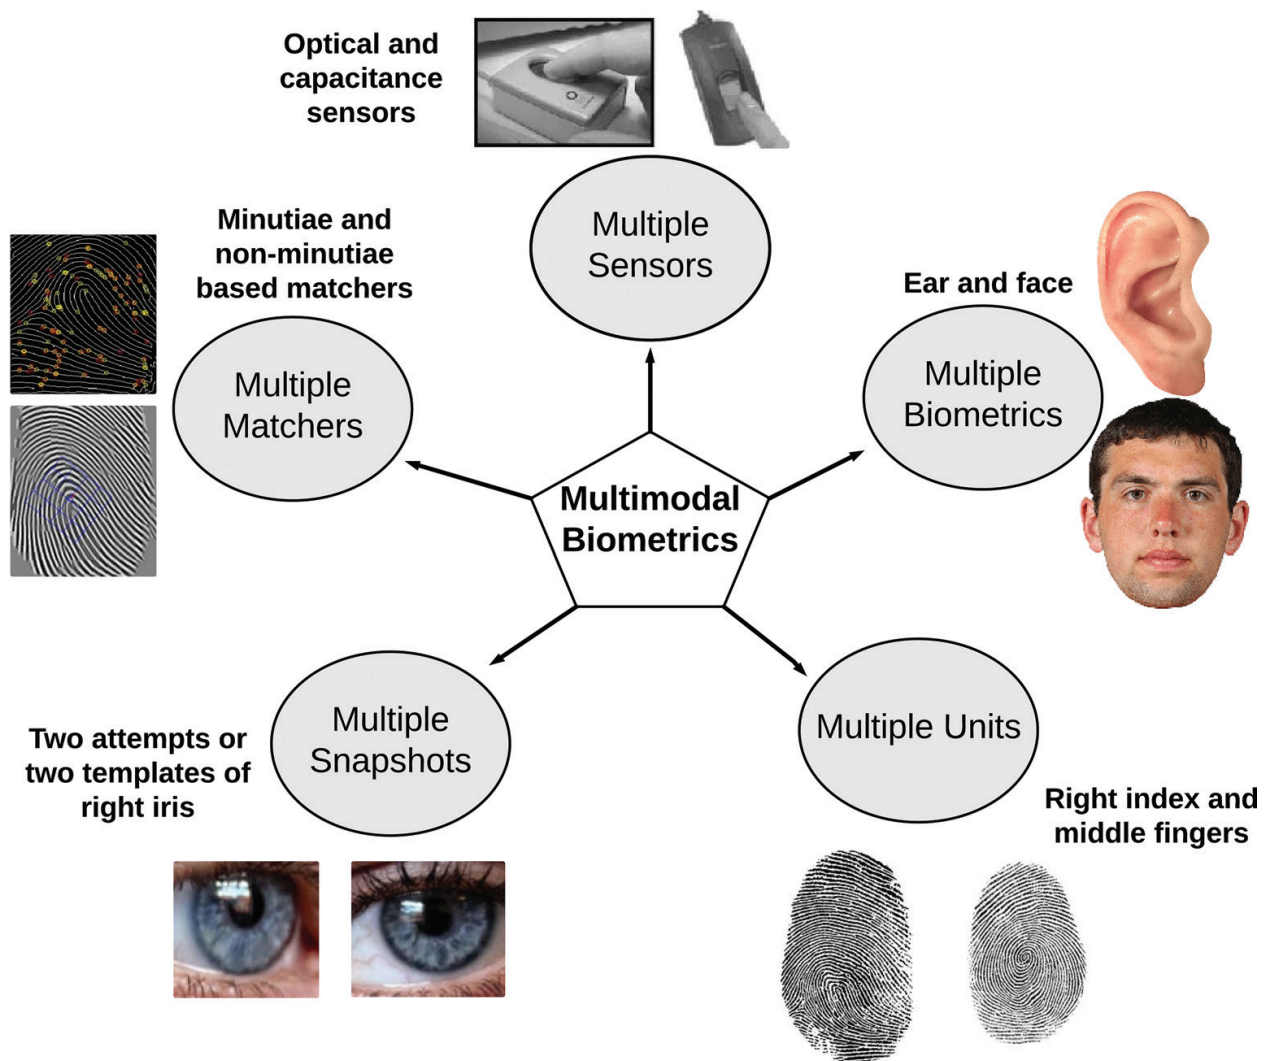 Optical and
capacitance
sensors
Multiple
Sensors
Minutiae and
non-minutiae
based matchers
Multiple
Matchers
Ear and face
Multiple
Biometrics
Multimodal
Biometrics
Two attempts or
two templates of
right iris
Multiple
Snapshots
Multiple Units
Right index and
middle fingers